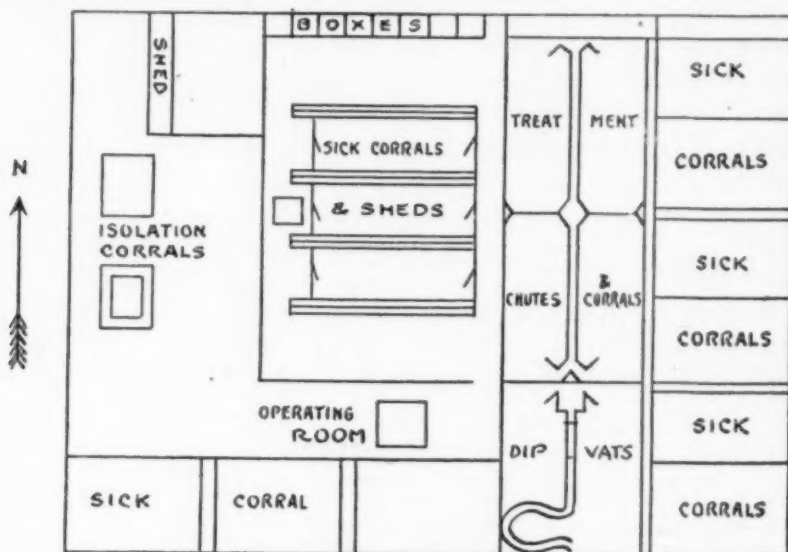 BOXES
SHED
SICK
TREAT MENT
SICK CORRALS
CORRALS
N
& SHEDS
ISOLATION
CORRALS
SICK
CHUTES & CORRALS
CORRALS
OPERATING
ROOM
SICK
DIP VATS
SICK CORRAL
CORRALS